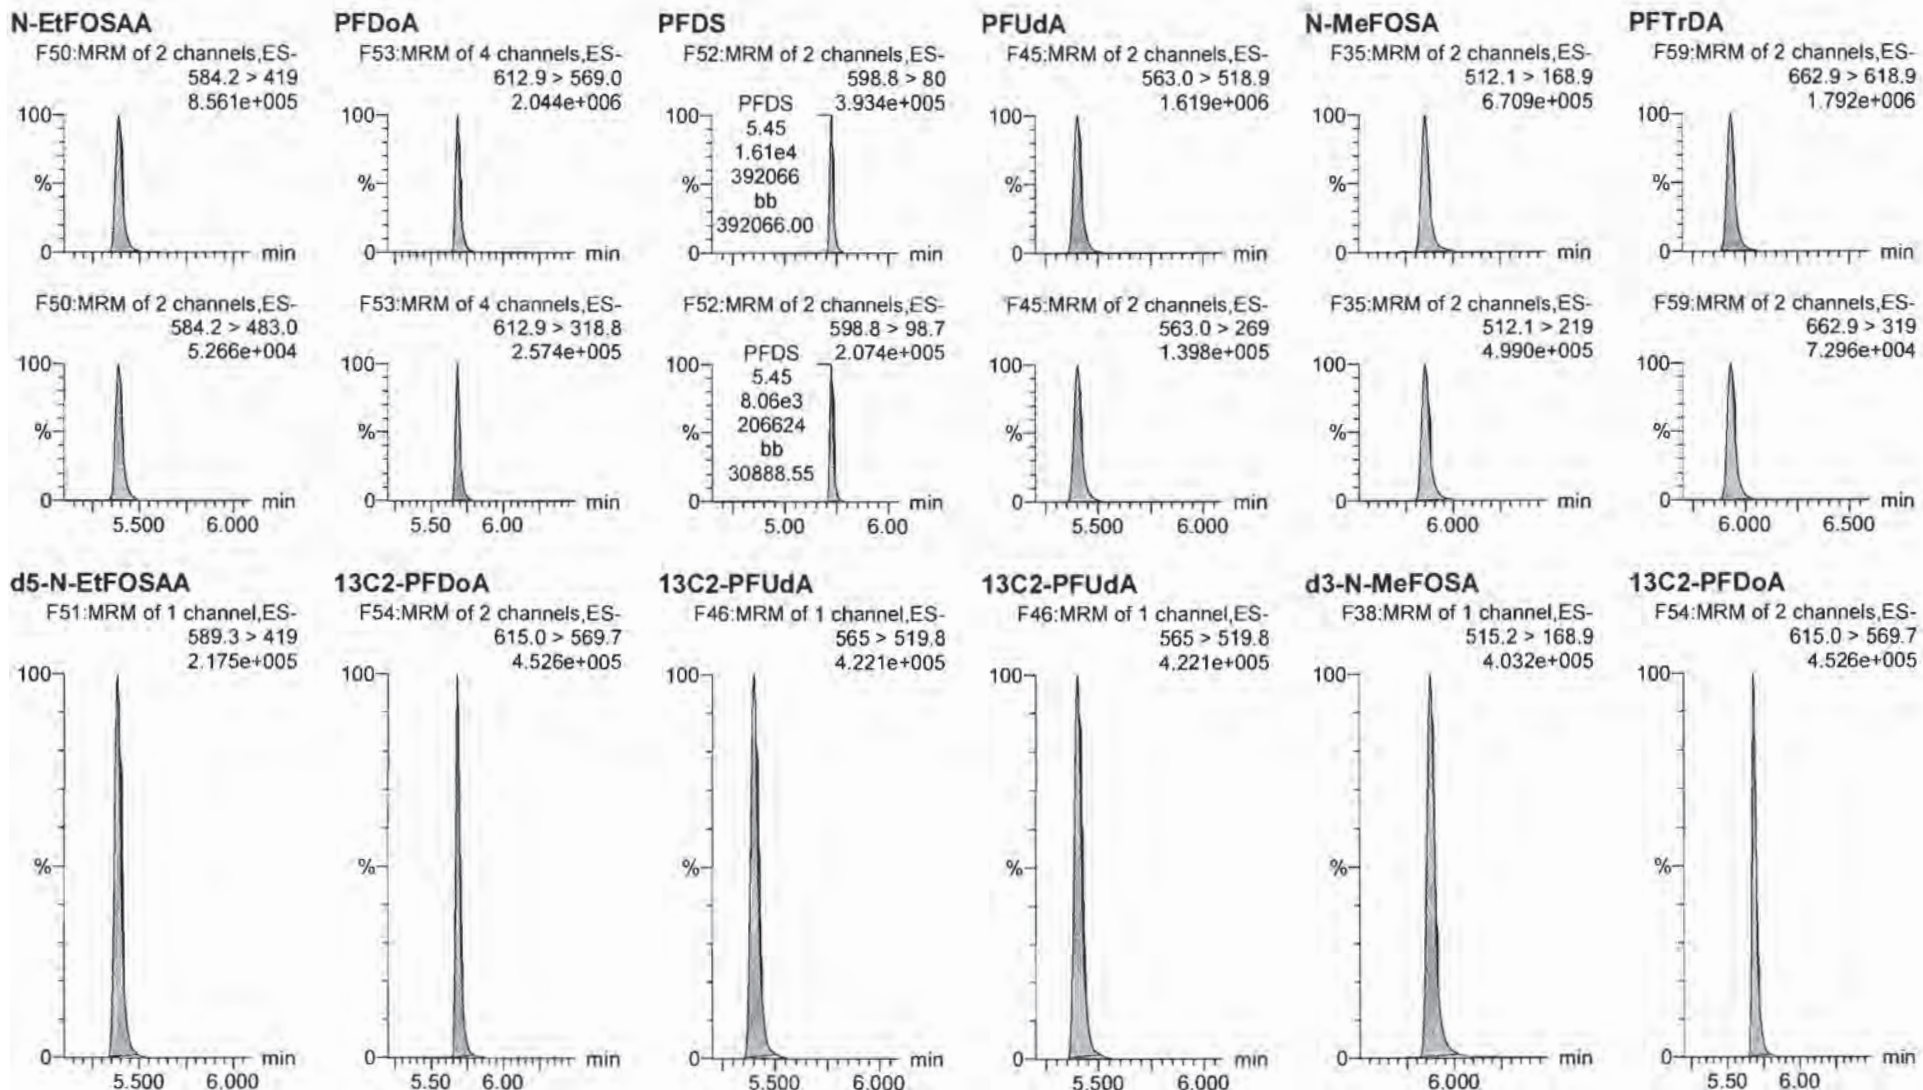 N-EtFOSAA
F50:MRM of 2 channels,ES-
584.2 > 419
8.561e+005
100
%
0
min
F50:MRM of 2 channels,ES-
584.2 > 483.0
5.266e+004
100
%
0
min
5.500 6.000
PFDoA
F53:MRM of 4 channels,ES-
612.9 > 569.0
2.044e+006
100
%
0
min
F53:MRM of 4 channels,ES-
612.9 > 318.8
2.574e+005
100
%
0
min
5.50 6.00
PFDS
F52:MRM of 2 channels,ES-
598.8 > 80
3.934e+005
PFDS
5.45
1.61e4
392066
bb
392066.00
100
%
0
min
F52:MRM of 2 channels,ES-
598.8 > 98.7
2.074e+005
PFDS
5.45
8.06e3
206624
bb
30888.55
100
%
0
min
5.00 6.00
PFUdA
F45:MRM of 2 channels,ES-
563.0 > 518.9
1.619e+006
100
%
0
min
F45:MRM of 2 channels,ES-
563.0 > 269
1.398e+005
100
%
0
min
5.500 6.000
N-MeFOSA
F35:MRM of 2 channels,ES-
512.1 > 168.9
6.709e+005
100
%
0
min
F35:MRM of 2 channels,ES-
512.1 > 219
4.990e+005
100
%
0
min
6.000
PFTrDA
F59:MRM of 2 channels,ES-
662.9 > 618.9
1.792e+006
100
%
0
min
F59:MRM of 2 channels,ES-
662.9 > 319
7.296e+004
100
%
0
min
6.000 6.500
d5-N-EtFOSAA
F51:MRM of 1 channel,ES-
589.3 > 419
2.175e+005
100
%
0
min
5.500 6.000
13C2-PFDoA
F54:MRM of 2 channels,ES-
615.0 > 569.7
4.526e+005
100
%
0
min
5.50 6.00
13C2-PFUdA
F46:MRM of 1 channel,ES-
565 > 519.8
4.221e+005
100
%
0
min
5.500 6.000
13C2-PFUdA
F46:MRM of 1 channel,ES-
565 > 519.8
4.221e+005
100
%
0
min
5.500 6.000
d3-N-MeFOSA
F38:MRM of 1 channel,ES-
515.2 > 168.9
4.032e+005
100
%
0
min
6.000
13C2-PFDoA
F54:MRM of 2 channels,ES-
615.0 > 569.7
4.526e+005
100
%
0
min
5.50 6.00